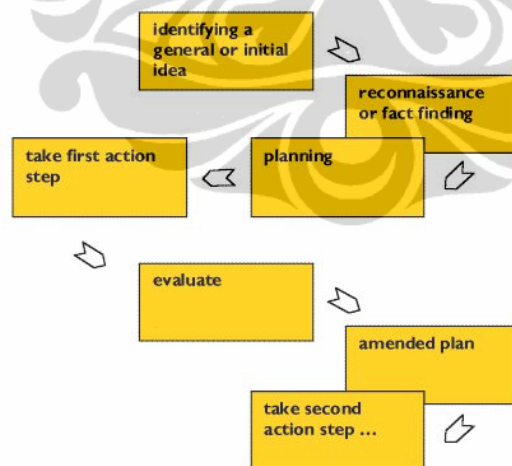 identifying a
general or initial
idea
reconnaissance
or fact finding
planning
take first action
step
evaluate
amended plan
take second
action step ...